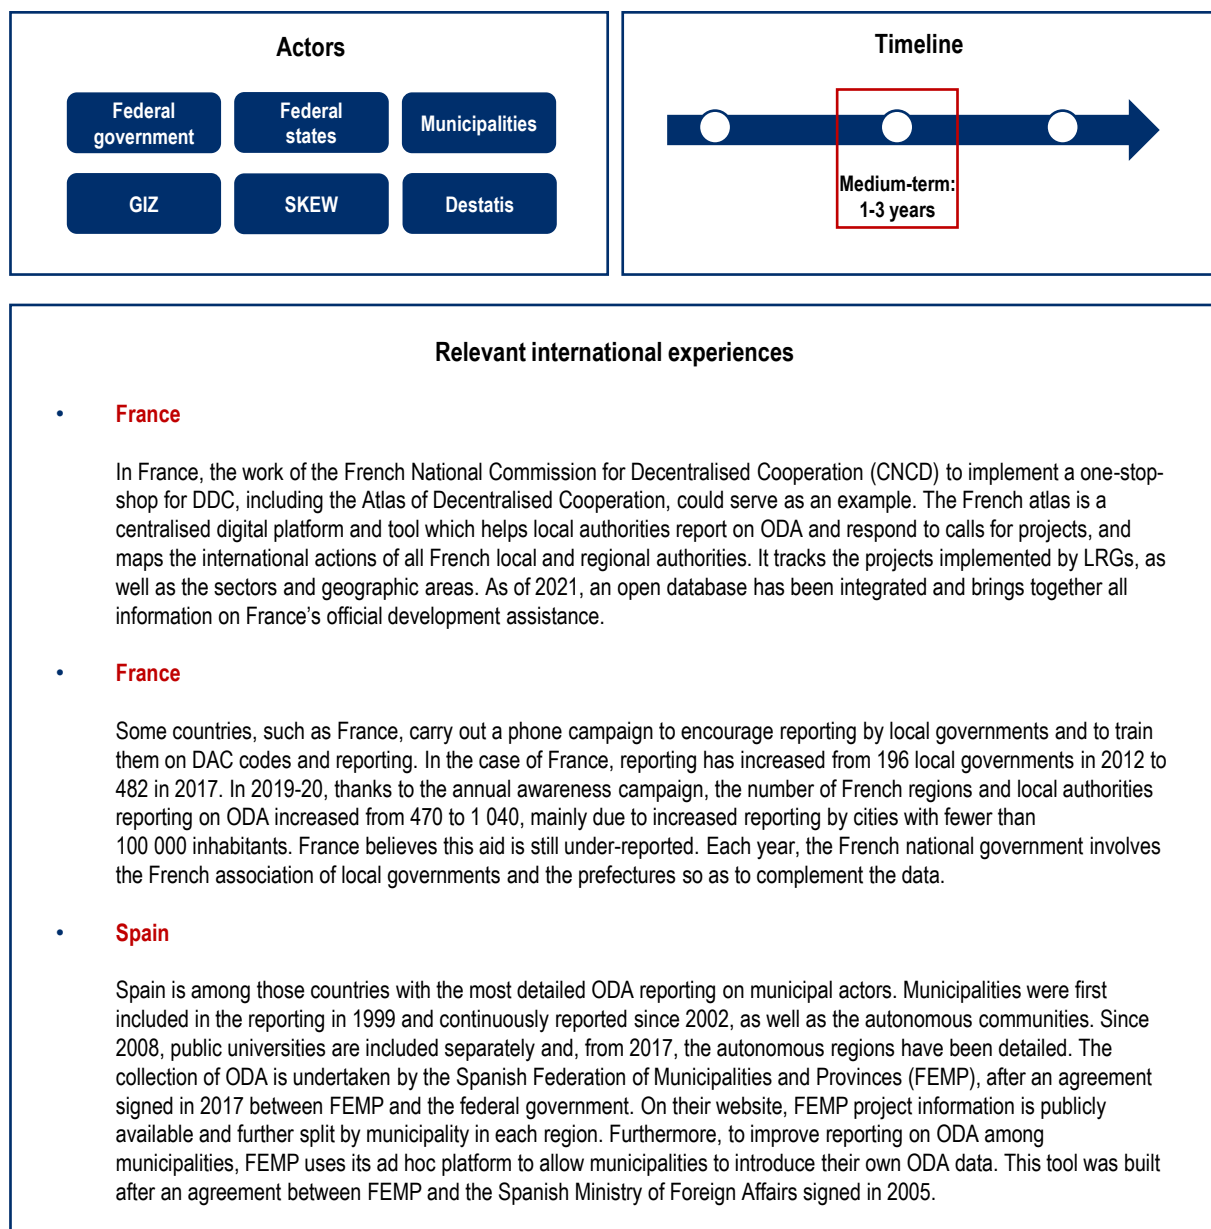 Actors
Federal
government
Federal
states
Municipalities
GIZ
SKEW
Destatis
Timeline
Medium-term:
1-3 years
Relevant international experiences
• France
In France, the work of the French National Commission for Decentralised Cooperation (CNCD) to implement a one-stop-
shop for DDC, including the Atlas of Decentralised Cooperation, could serve as an example. The French atlas is a
centralised digital platform and tool which helps local authorities report on ODA and respond to calls for projects, and
maps the international actions of all French local and regional authorities. It tracks the projects implemented by LRGs, as
well as the sectors and geographic areas. As of 2021, an open database has been integrated and brings together all
information on France’s official development assistance.
• France
Some countries, such as France, carry out a phone campaign to encourage reporting by local governments and to train
them on DAC codes and reporting. In the case of France, reporting has increased from 196 local governments in 2012 to
482 in 2017. In 2019-20, thanks to the annual awareness campaign, the number of French regions and local authorities
reporting on ODA increased from 470 to 1 040, mainly due to increased reporting by cities with fewer than
100 000 inhabitants. France believes this aid is still under-reported. Each year, the French national government involves
the French association of local governments and the prefectures so as to complement the data.
• Spain
Spain is among those countries with the most detailed ODA reporting on municipal actors. Municipalities were first
included in the reporting in 1999 and continuously reported since 2002, as well as the autonomous communities. Since
2008, public universities are included separately and, from 2017, the autonomous regions have been detailed. The
collection of ODA is undertaken by the Spanish Federation of Municipalities and Provinces (FEMP), after an agreement
signed in 2017 between FEMP and the federal government. On their website, FEMP project information is publicly
available and further split by municipality in each region. Furthermore, to improve reporting on ODA among
municipalities, FEMP uses its ad hoc platform to allow municipalities to introduce their own ODA data. This tool was built
after an agreement between FEMP and the Spanish Ministry of Foreign Affairs signed in 2005.